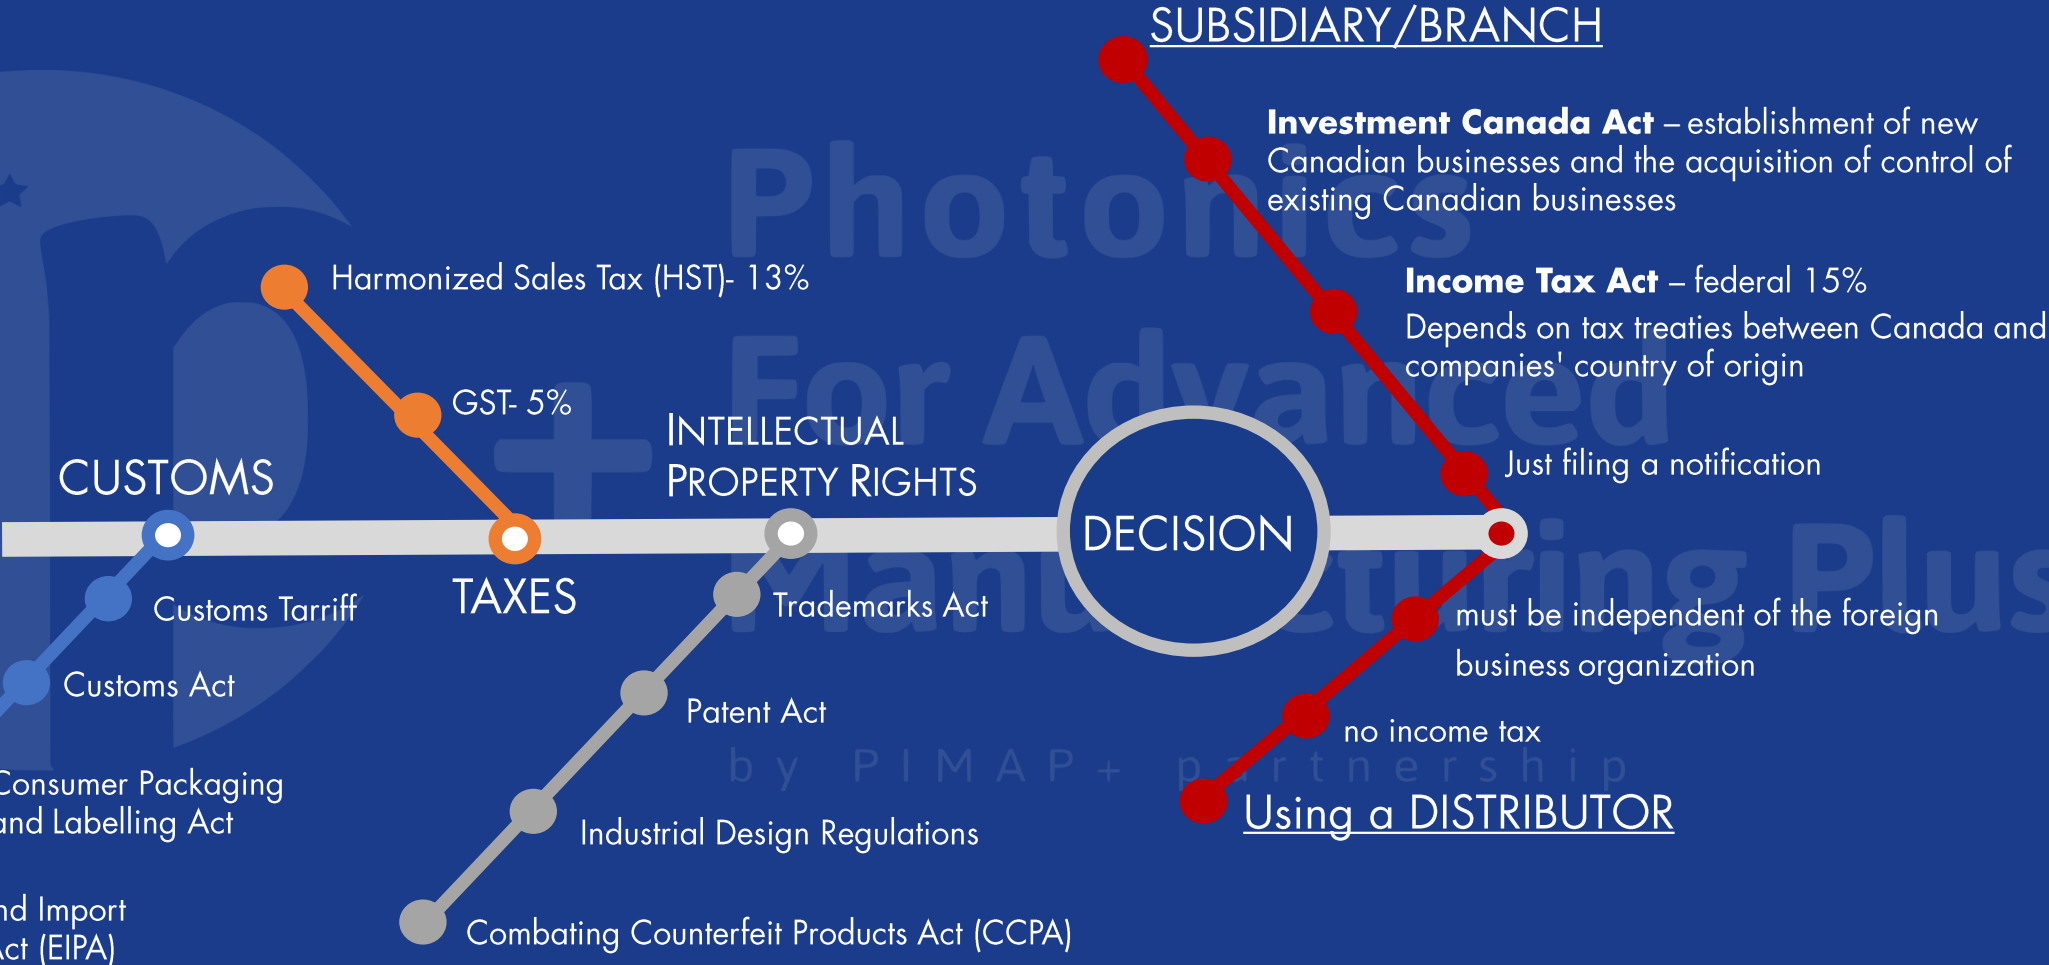 SUBSIDIARY/BRANCH
Investment Canada Act – establishment of new
Canadian businesses and the acquisition of control of
existing Canadian businesses
Income Tax Act – federal 15%
Depends on tax treaties between Canada and
companies' country of origin
Just filing a notification
Harmonized Sales Tax (HST)- 13%
GST- 5%
TAXES
CUSTOMS
Customs Tarriff
Customs Act
Consumer Packaging
and Labelling Act
Import
(EIPA)
INTELLECTUAL
PROPERTY RIGHTS
Trademarks Act
Patent Act
Industrial Design Regulations
Combating Counterfeit Products Act (CCPA)
DECISION
must be independent of the foreign
business organization
no income tax
Using a DISTRIBUTOR
Photonics
For Advanced
Manufacturing Plus
by PIMAP+ partnership